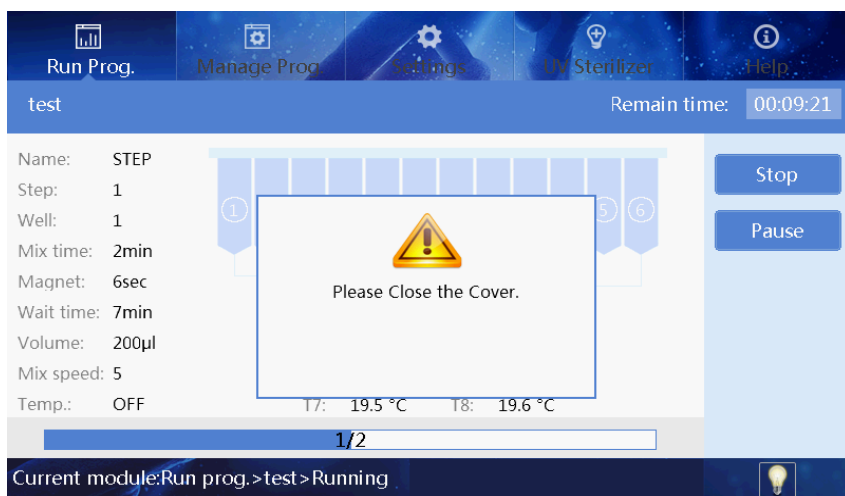 Run Prog.
Manage Prog.
Settings
UV Sterilizer
Help
test
Remain time: 00:09:21
Name: STEP
Step: 1
Well: 1
Mix time: 2min
Magnet: 6sec
Wait time: 7min
Volume: 200µl
Mix speed: 5
Temp.: OFF
1
5
6
Please Close the Cover.
T7: 19.5 °C T8: 19.6 °C
Stop
Pause
1/2
Current module:Run prog.>test>Running